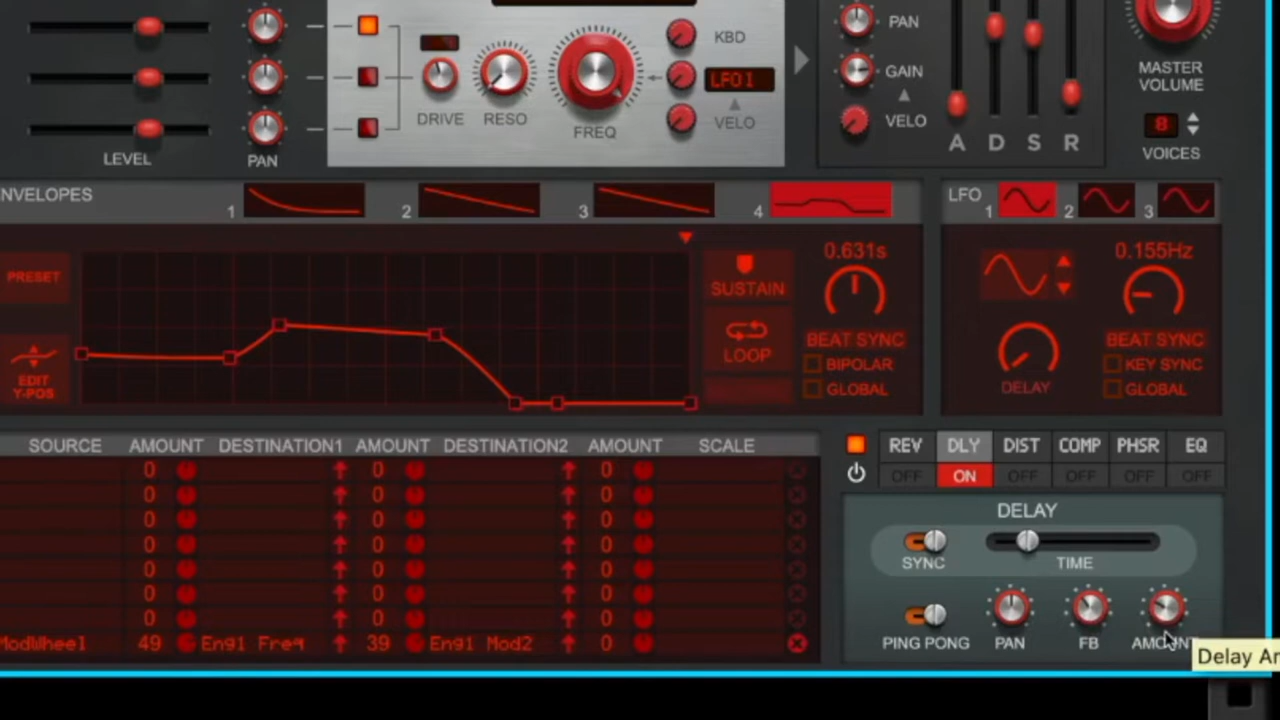 KBD
PAN
LFO1
GAIN
MASTER
VOLUME
DRIVE
RESO
FREQ
VELO
VELO
8
LEVEL
PAN
A D S R
VOICES
NVELOPES
1
2
3
4
LFO
1
2
3
PRESET
EDIT
Y-POS
SUSTAIN
LOOP
0.631s
BEAT SYNC
BIPOLAR
GLOBAL
0.155Hz
DELAY
BEAT SYNC
KEY SYNC
GLOBAL
SOURCE AMOUNT DESTINATION1 AMOUNT DESTINATION2 AMOUNT SCALE
0 0 0
0 0 0
0 0 0
0 0 0
0 0 0
0 0 0
0 0 0
ModWheel 49 Eng1 Freq 39 Eng1 Mod2 0
REV DLY DIST COMP PHSR EQ
OFF ON OFF OFF OFF OFF
DELAY
SYNC
TIME
PING PONG PAN FB AMOUNT
Delay Ar